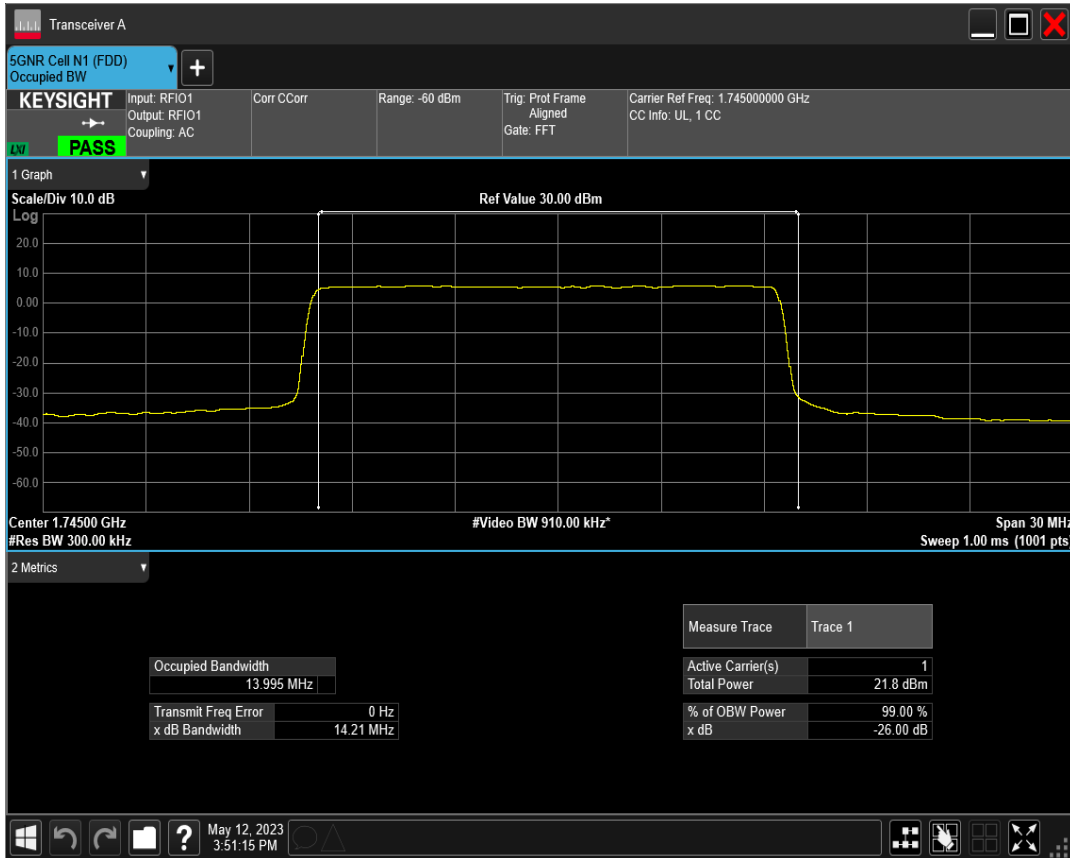 Transceiver A
5GNR Cell N1 (FDD)
Occupied BW
+
KEYSIGHT
LXI
PASS
Input: RFIO1
Output: RFIO1
Coupling: AC
Corr CCorr
Range: -60 dBm
Trig: Prot Frame
Aligned
Gate: FFT
Carrier Ref Freq: 1.745000000 GHz
CC Info: UL, 1 CC
1 Graph
Scale/Div 10.0 dB
Ref Value 30.00 dBm
Log
20.0
10.0
0.00
-10.0
-20.0
-30.0
-40.0
-50.0
-60.0
Center 1.74500 GHz
#Video BW 910.00 kHz*
Span 30 MHz
#Res BW 300.00 kHz
Sweep 1.00 ms (1001 pts)
2 Metrics
Measure Trace Trace 1
Occupied Bandwidth
13.995 MHz
Active Carrier(s) 1
Total Power 21.8 dBm
Transmit Freq Error 0 Hz
x dB Bandwidth 14.21 MHz
% of OBW Power 99.00 %
x dB -26.00 dB
?
May 12, 2023
3:51:15 PM